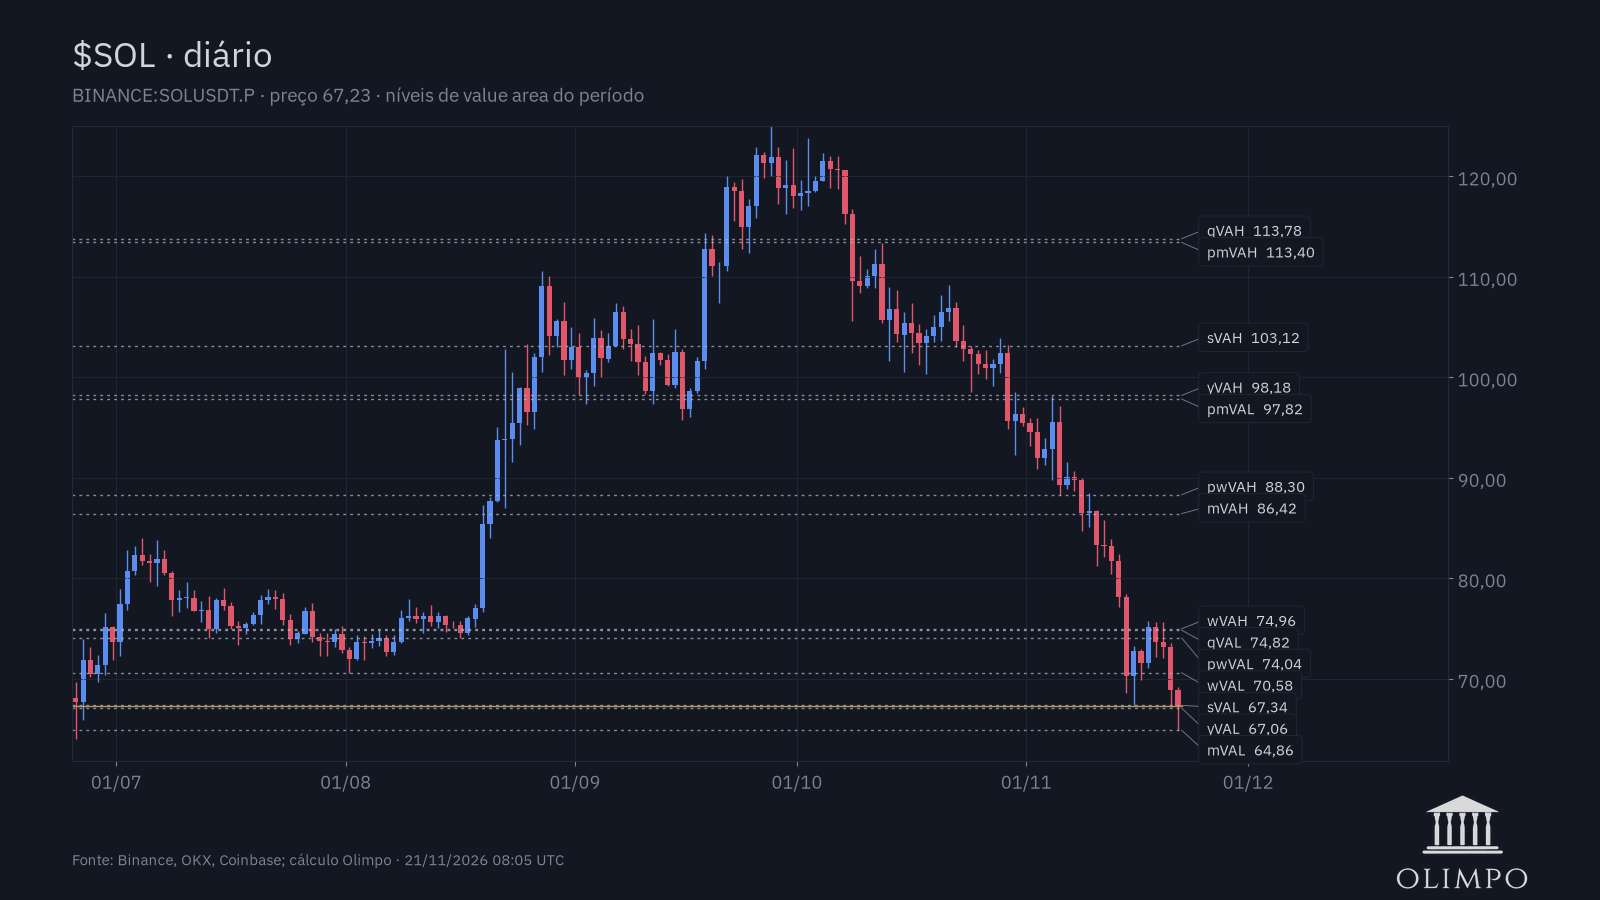 $SOL · diário
BINANCE:SOLUSDT.P · preço 67,23 · níveis de value area do período
120,00
110,00
100,00
90,00
80,00
70,00
qVAH 113,78
pmVAH 113,40
sVAH 103,12
yVAH 98,18
pmVAL 97,82
pwVAH 88,30
mVAH 86,42
wVAH 74,96
qVAL 74,82
pwVAL 74,04
wVAL 70,58
sVAL 67,34
yVAL 67,06
mVAL 64,86
01/07 01/08 01/09 01/10 01/11 01/12
Fonte: Binance, OKX, Coinbase; cálculo Olimpo · 21/11/2026 08:05 UTC
OLIMPO